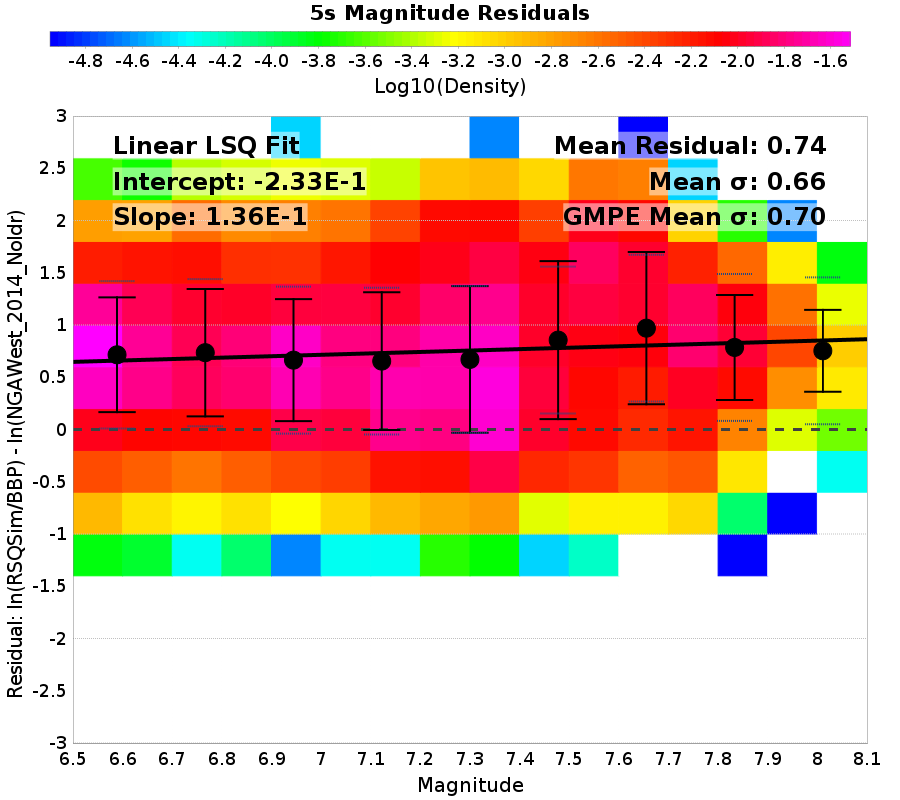 5s Magnitude Residuals
-4.8 -4.6 -4.4 -4.2 -4.0 -3.8 -3.6 -3.4 -3.2 -3.0 -2.8 -2.6 -2.4 -2.2 -2.0 -1.8 -1.6
Log10(Density)
Linear LSQ Fit
Intercept: -2.33E-1
Slope: 1.36E-1
Mean Residual: 0.74
Mean σ: 0.66
GMPE Mean σ: 0.70
Residual: ln(RSQSim/BBP) - ln(NGAWest_2014_NoIdr)
3
2.5
2
1.5
1
0.5
0
-0.5
-1
-1.5
-2
-2.5
-3
6.5 6.6 6.7 6.8 6.9 7 7.1 7.2 7.3 7.4 7.5 7.6 7.7 7.8 7.9 8 8.1
Magnitude